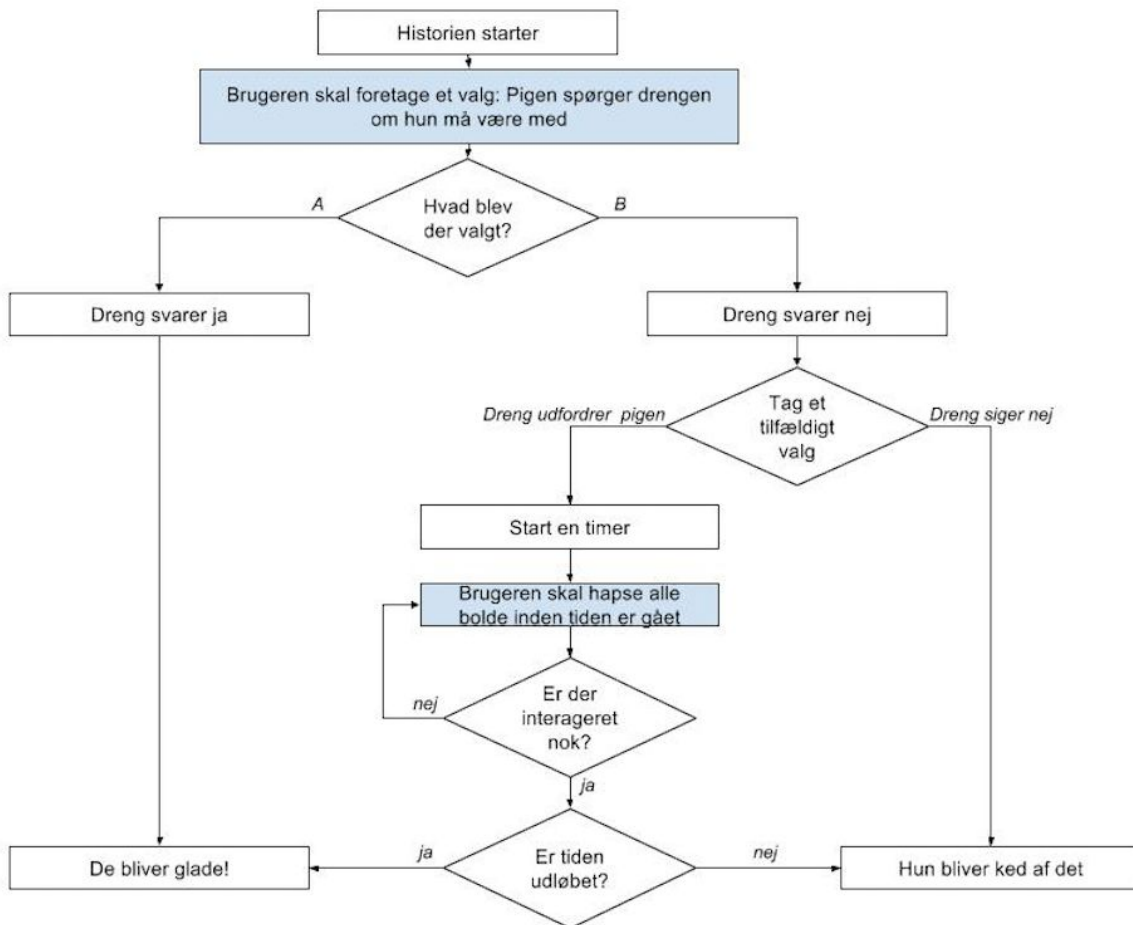 Historien starter
Brugeren skal foretage et valg: Pigen spørger drengen
om hun må være med
A
Hvad blev
der valgt?
B
Dreng svarer ja
Dreng svarer nej
Dreng udfordrer pigen
Tag et
tilfældigt
valg
Dreng siger nej
Start en timer
Brugeren skal hapse alle
bolde inden tiden er gået
nej
Er der
interageret
nok?
ja
De bliver glade!
ja
Er tiden
udløbet?
nej
Hun bliver ked af det